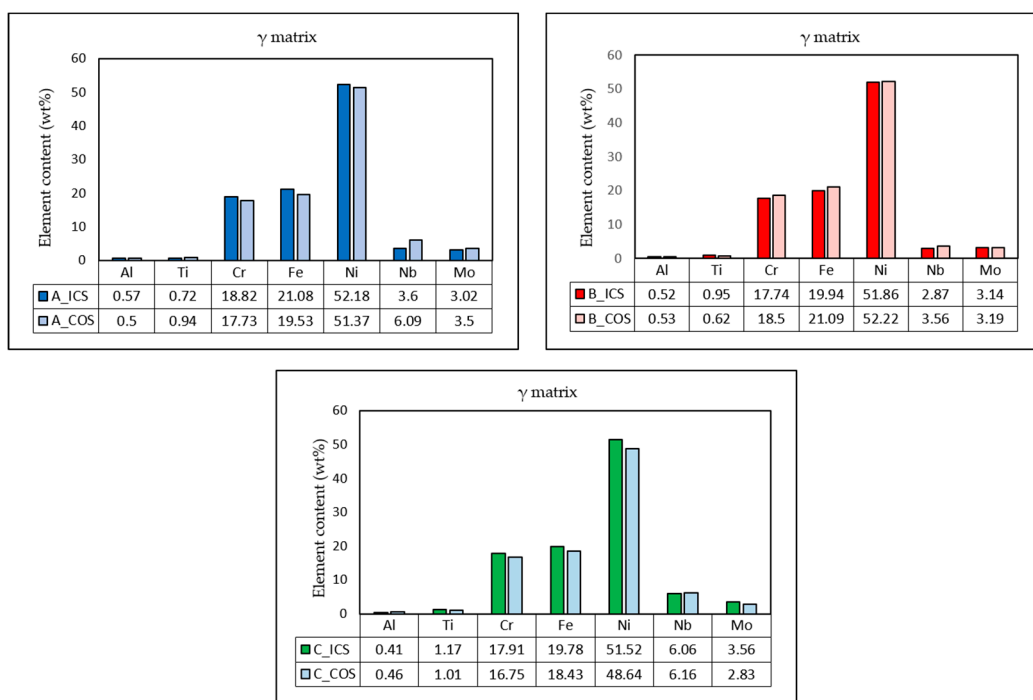 γ matrix
Element content (wt%)
60
50
40
30
20
10
0
Al Ti Cr Fe Ni Nb Mo
A_ICS 0.57 0.72 18.82 21.08 52.18 3.6 3.02
A_COS 0.5 0.94 17.73 19.53 51.37 6.09 3.5
γ matrix
Element content (wt%)
60
50
40
30
20
10
0
Al Ti Cr Fe Ni Nb Mo
B_ICS 0.52 0.95 17.74 19.94 51.86 2.87 3.14
B_COS 0.53 0.62 18.5 21.09 52.22 3.56 3.19
γ matrix
Element content (wt%)
60
50
40
30
20
10
0
Al Ti Cr Fe Ni Nb Mo
C_ICS 0.41 1.17 17.91 19.78 51.52 6.06 3.56
C_COS 0.46 1.01 16.75 18.43 48.64 6.16 2.83